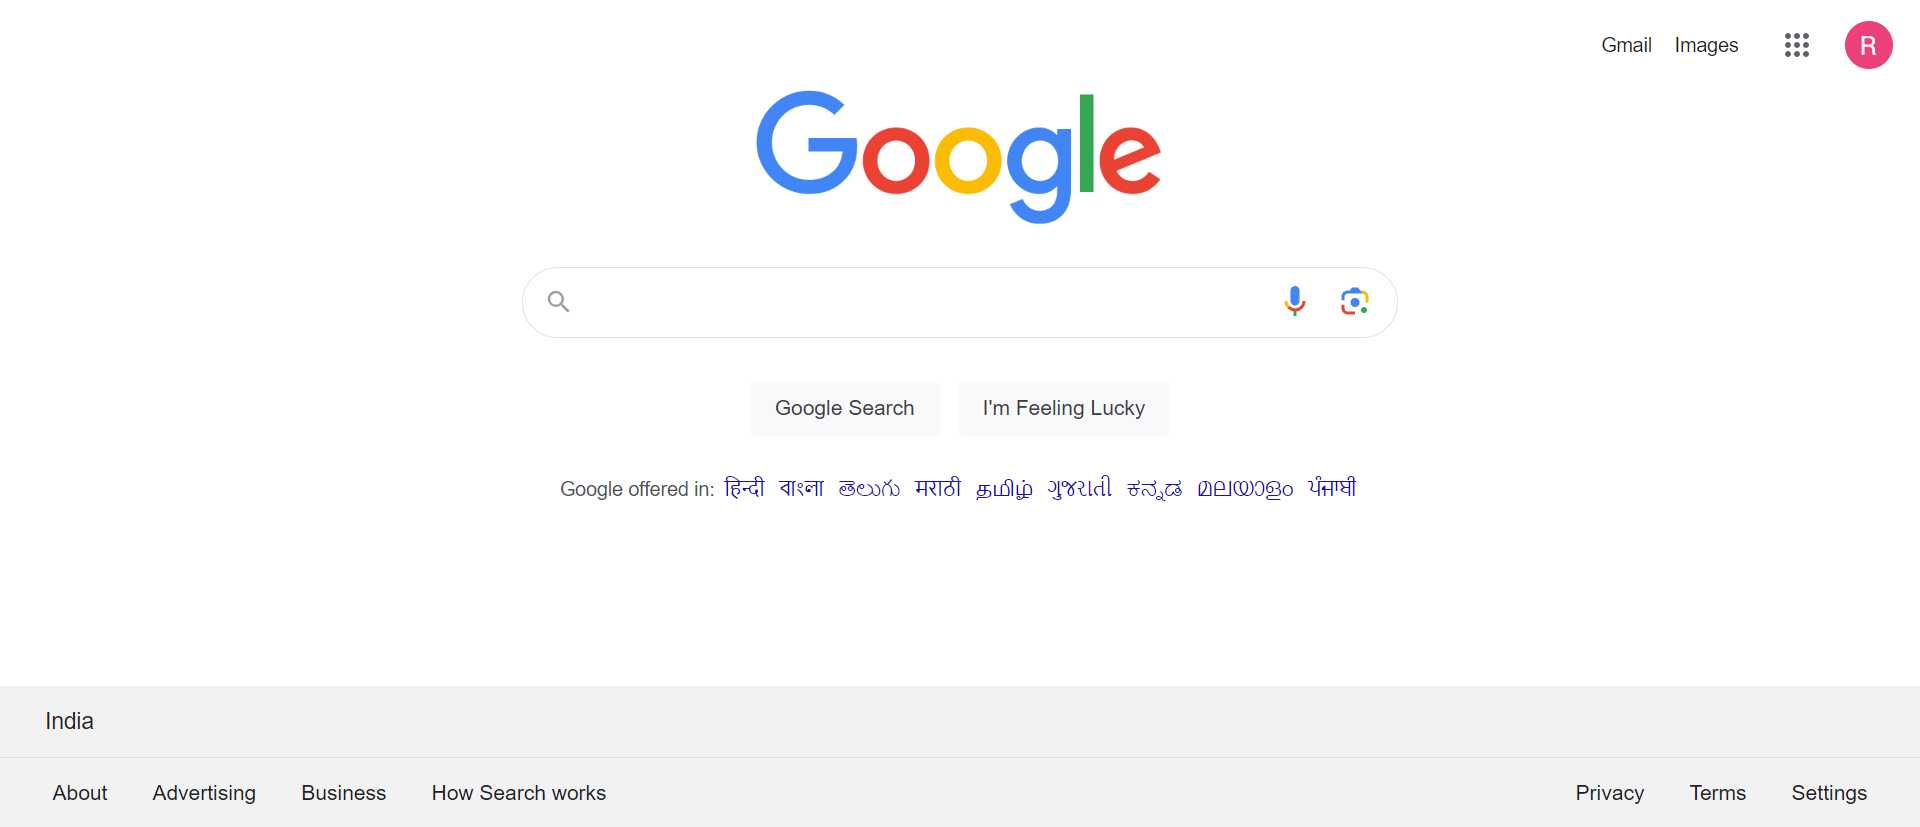 Gmail Images R
Google
Google Search I'm Feeling Lucky
Google offered in: हिन्दी বাংলা తెలుగు मराठी தமிழ் ગુજરાતી ಕನ್ನಡ മലയാളം ਪੰਜਾਬੀ
India
About Advertising Business How Search works Privacy Terms Settings